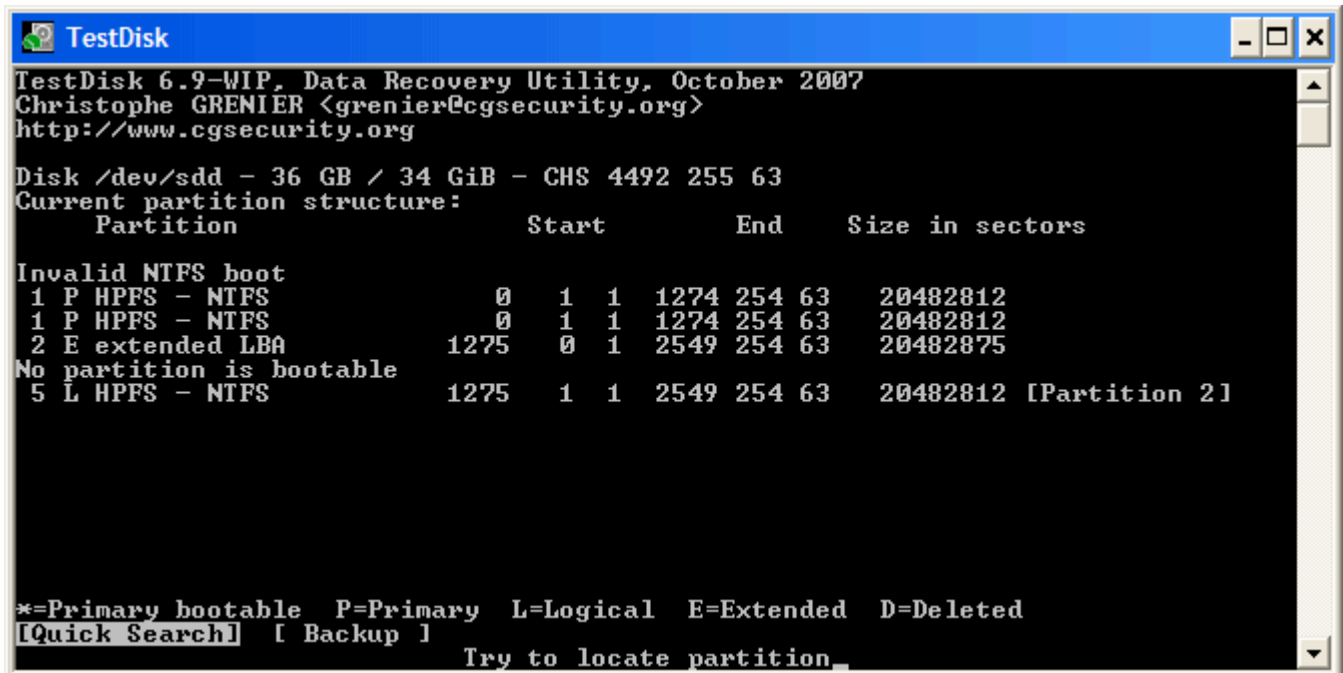 TestDisk
TestDisk 6.9-WIP, Data Recovery Utility, October 2007
Christophe GRENIER <grenier@cgsecurity.org>
http://www.cgsecurity.org
Disk /dev/sdd - 36 GB / 34 GiB - CHS 4492 255 63
Current partition structure:
Partition Start End Size in sectors
Invalid NTFS boot
1 P HPFS - NTFS 0 1 1 1274 254 63 20482812
1 P HPFS - NTFS 0 1 1 1274 254 63 20482812
2 E extended LBA 1275 0 1 2549 254 63 20482875
No partition is bootable
5 L HPFS - NTFS 1275 1 1 2549 254 63 20482812 [Partition 2]
*=Primary bootable P=Primary L=Logical E=Extended D=Deleted
[Quick Search] [ Backup ]
Try to locate partition_